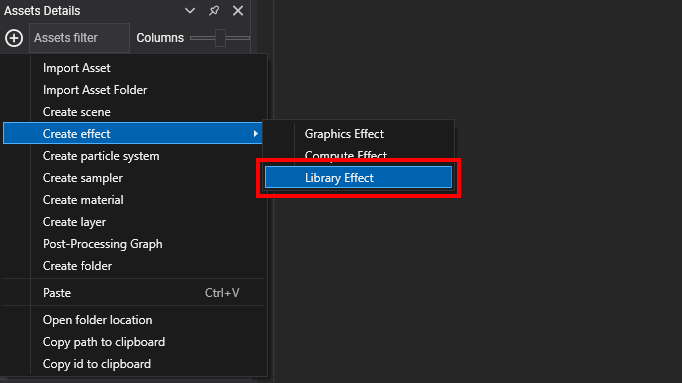 Assets Details
Assets filter
Columns
Import Asset
Import Asset Folder
Create scene
Create effect
Graphics Effect
Create particle system
Compute Effect
Create sampler
Library Effect
Create material
Create layer
Post-Processing Graph
Create folder
Paste Ctrl+V
Open folder location
Copy path to clipboard
Copy id to clipboard